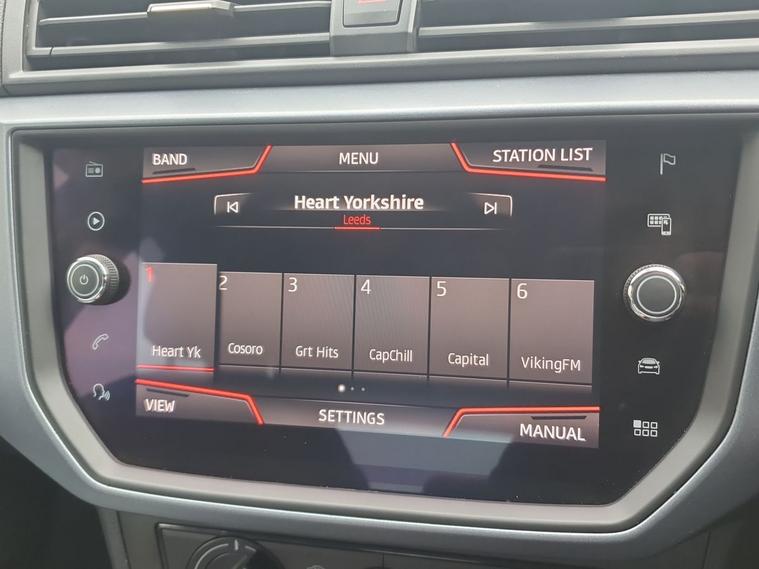 BAND MENU STATION LIST
Heart Yorkshire
Leeds
1 2 3 4 5 6
Heart Yk Cosoro Grt Hits CapChill Capital VikingFM
VIEW SETTINGS MANUAL